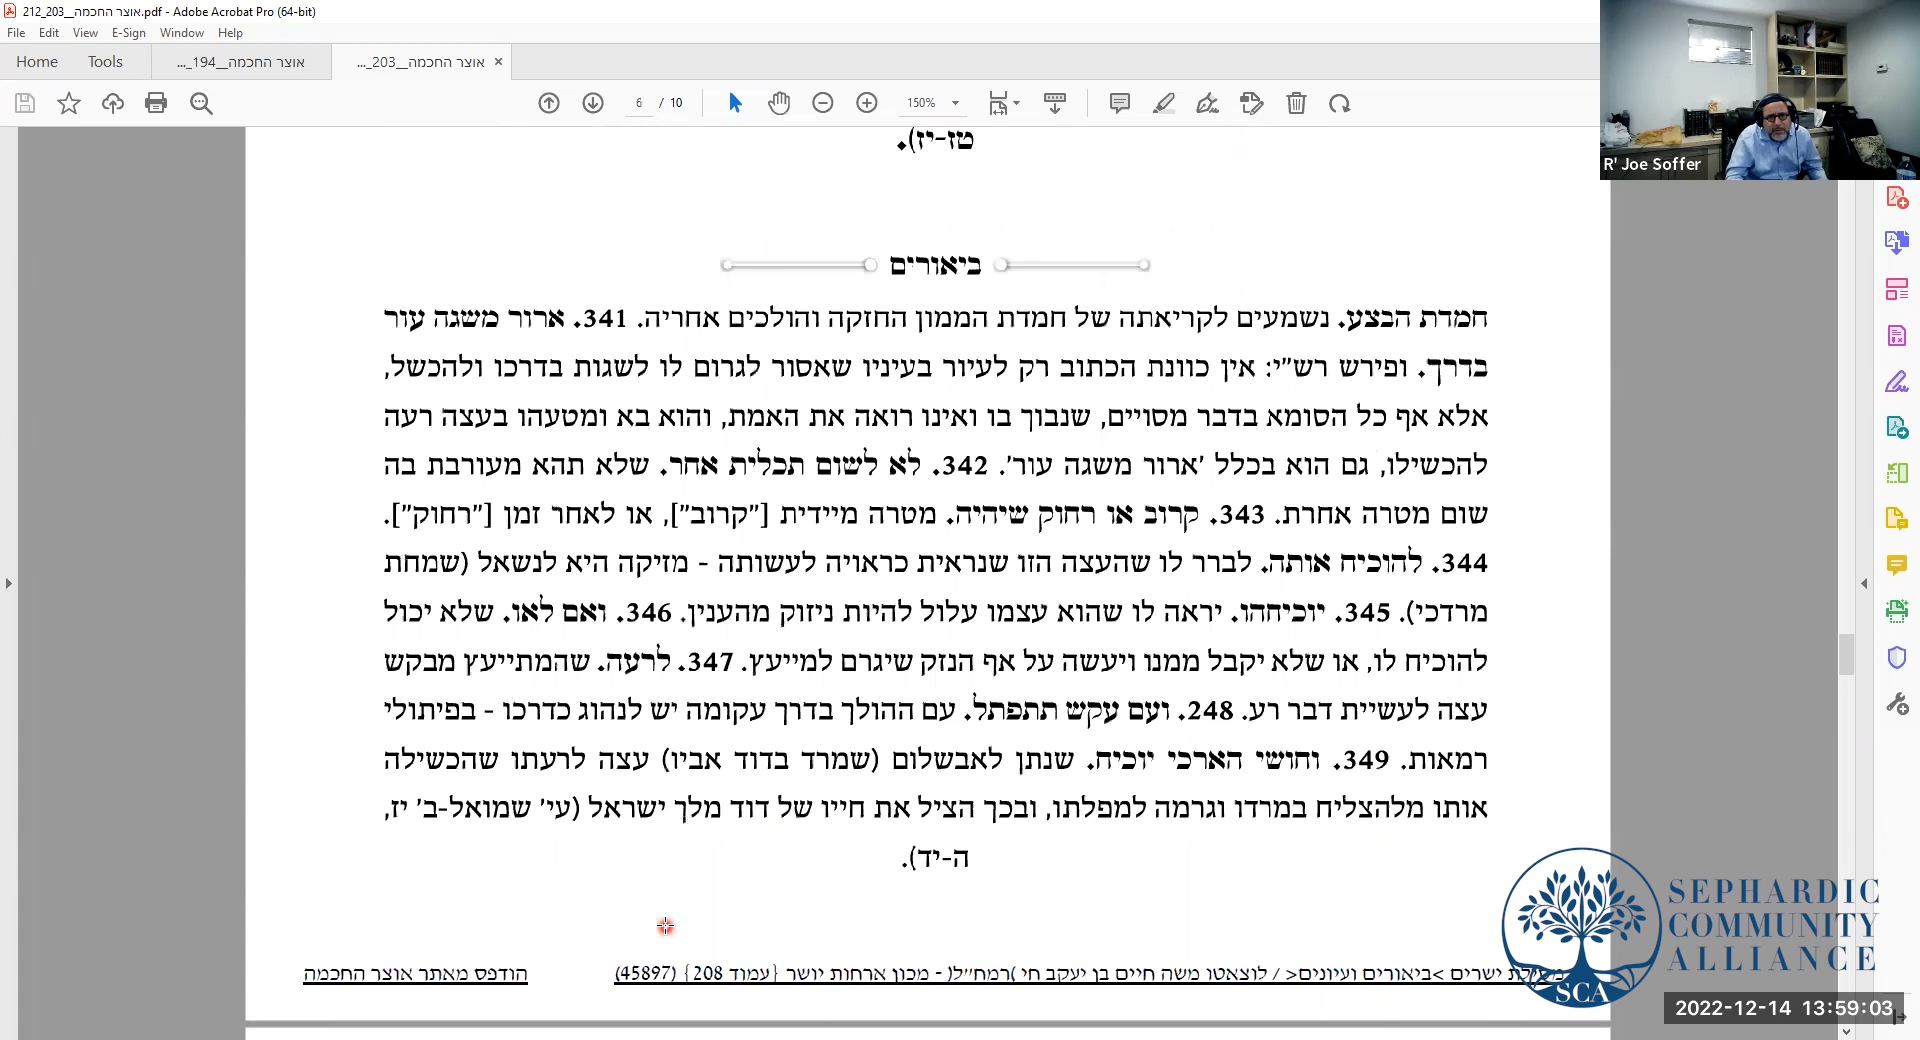 212_203__אוצר החכמה.pdf - Adobe Acrobat Pro (64-bit)
File Edit View E-Sign Window Help
Home Tools אוצר החכמה__194_... אוצר החכמה__203_... ×
6 / 10 150%
R' Joe Soffer
טז-יז).
ביאורים
חמדת הבצע. נשמעים לקריאתה של חמדת הממון החזקה והולכים אחריה. 341. ארור משגה עור
בדרך. ופירש רש"י: אין כוונת הכתוב רק לעיור בעיניו שאסור לגרום לו לשגות בדרכו ולהכשל,
אלא אף כל הסומא בדבר מסויים, שנבוך בו ואינו רואה את האמת, והוא בא ומטעהו בעצה רעה
להכשילו, גם הוא בכלל 'ארור משגה עור'. 342. לא לשום תכלית אחר. שלא תהא מעורבת בה
שום מטרה אחרת. 343. קרוב או רחוק שיהיה. מטרה מיידית ["קרוב"], או לאחר זמן ["רחוק"].
344. להוכיח אותה. לברר לו שהעצה הזו שנראית כראויה לעשותה - מזיקה היא לנשאל (שמחת
מרדכי). 345. יוכיחהו. יראה לו שהוא עצמו עלול להיות ניזוק מהענין. 346. ואם לאו. שלא יכול
להוכיח לו, או שלא יקבל ממנו ויעשה על אף הנזק שיגרם למייעץ. 347. לרעה. שהמתייעץ מבקש
עצה לעשיית דבר רע. 248. ועם עקש תתפתל. עם ההולך בדרך עקומה יש לנהוג כדרכו - בפיתולי
רמאות. 349. וחושי הארכי יוכיח. שנתן לאבשלום (שמרד בדוד אביו) עצה לרעתו שהכשילה
אותו מלהצליח במרדו וגרמה למפלתו, ובכך הציל את חייו של דוד מלך ישראל (עי' שמואל-ב' יז,
ה-יד).
מסילת ישרים >ביאורים ועיונים< / לוצאטו משה חיים בן יעקב חי )רמח"ל( - מכון ארחות יושר {עמוד 208} (45897) הודפס מאתר אוצר החכמה
SEPHARDIC
COMMUNITY
ALLIANCE
SCA
2022-12-14 13:59:03